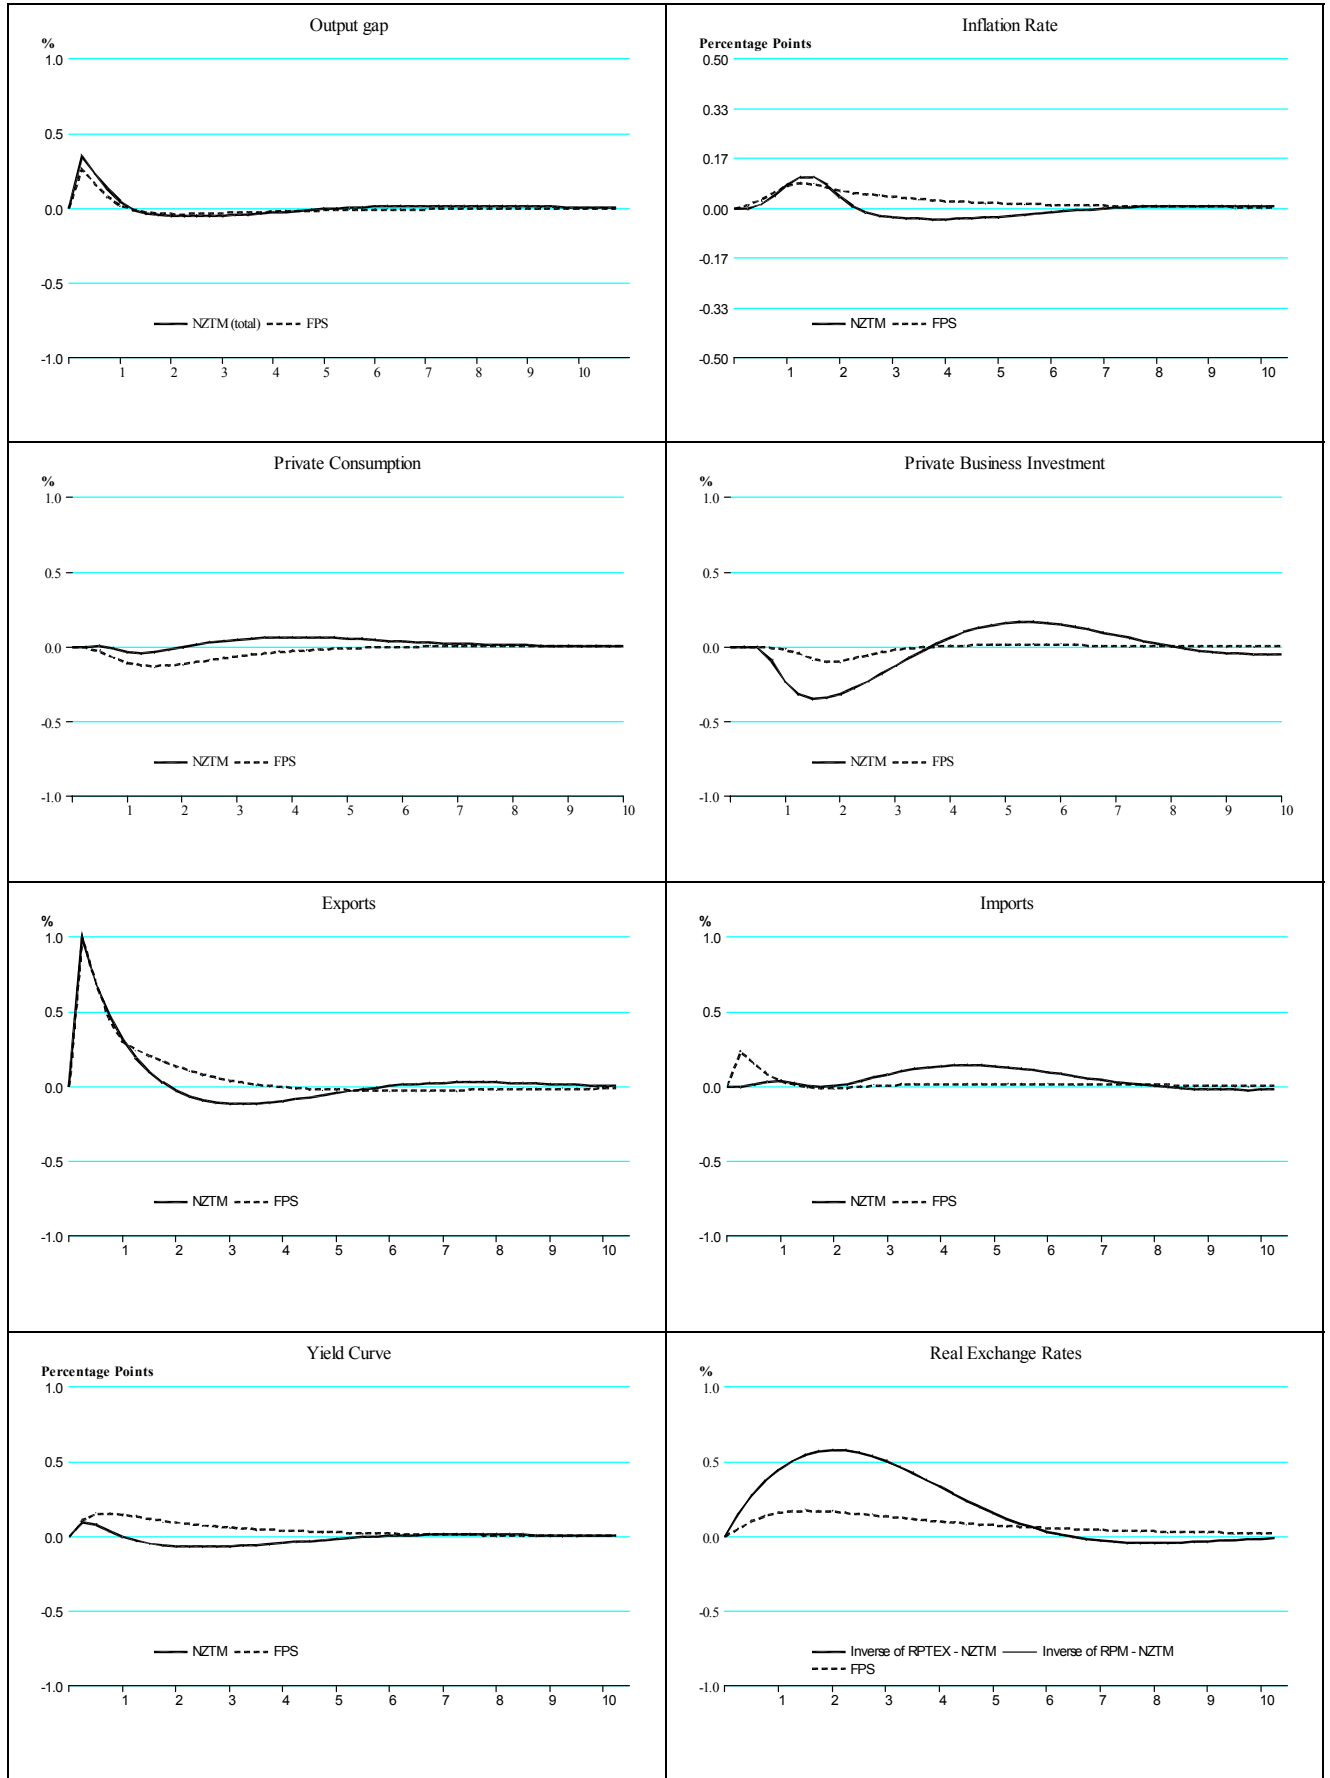 Output gap
%
1.0
0.5
0.0
-0.5
NZTM (total) FPS
-1.0
1 2 3 4 5 6 7 8 9 10
Inflation Rate
Percentage Points
0.50
0.33
0.17
0.00
-0.17
-0.33
NZTM FPS
-0.50
1 2 3 4 5 6 7 8 9 10
Private Consumption
%
1.0
0.5
0.0
-0.5
NZTM FPS
-1.0
1 2 3 4 5 6 7 8 9 10
Private Business Investment
%
1.0
0.5
0.0
-0.5
NZTM FPS
-1.0
1 2 3 4 5 6 7 8 9 10
Exports
%
1.0
0.5
0.0
-0.5
NZTM FPS
-1.0
1 2 3 4 5 6 7 8 9 10
Imports
%
1.0
0.5
0.0
-0.5
NZTM FPS
-1.0
1 2 3 4 5 6 7 8 9 10
Yield Curve
Percentage Points
1.0
0.5
0.0
-0.5
NZTM FPS
-1.0
1 2 3 4 5 6 7 8 9 10
Real Exchange Rates
%
1.0
0.5
0.0
-0.5
Inverse of RPTEX - NZTM Inverse of RPM - NZTM
FPS
-1.0
1 2 3 4 5 6 7 8 9 10